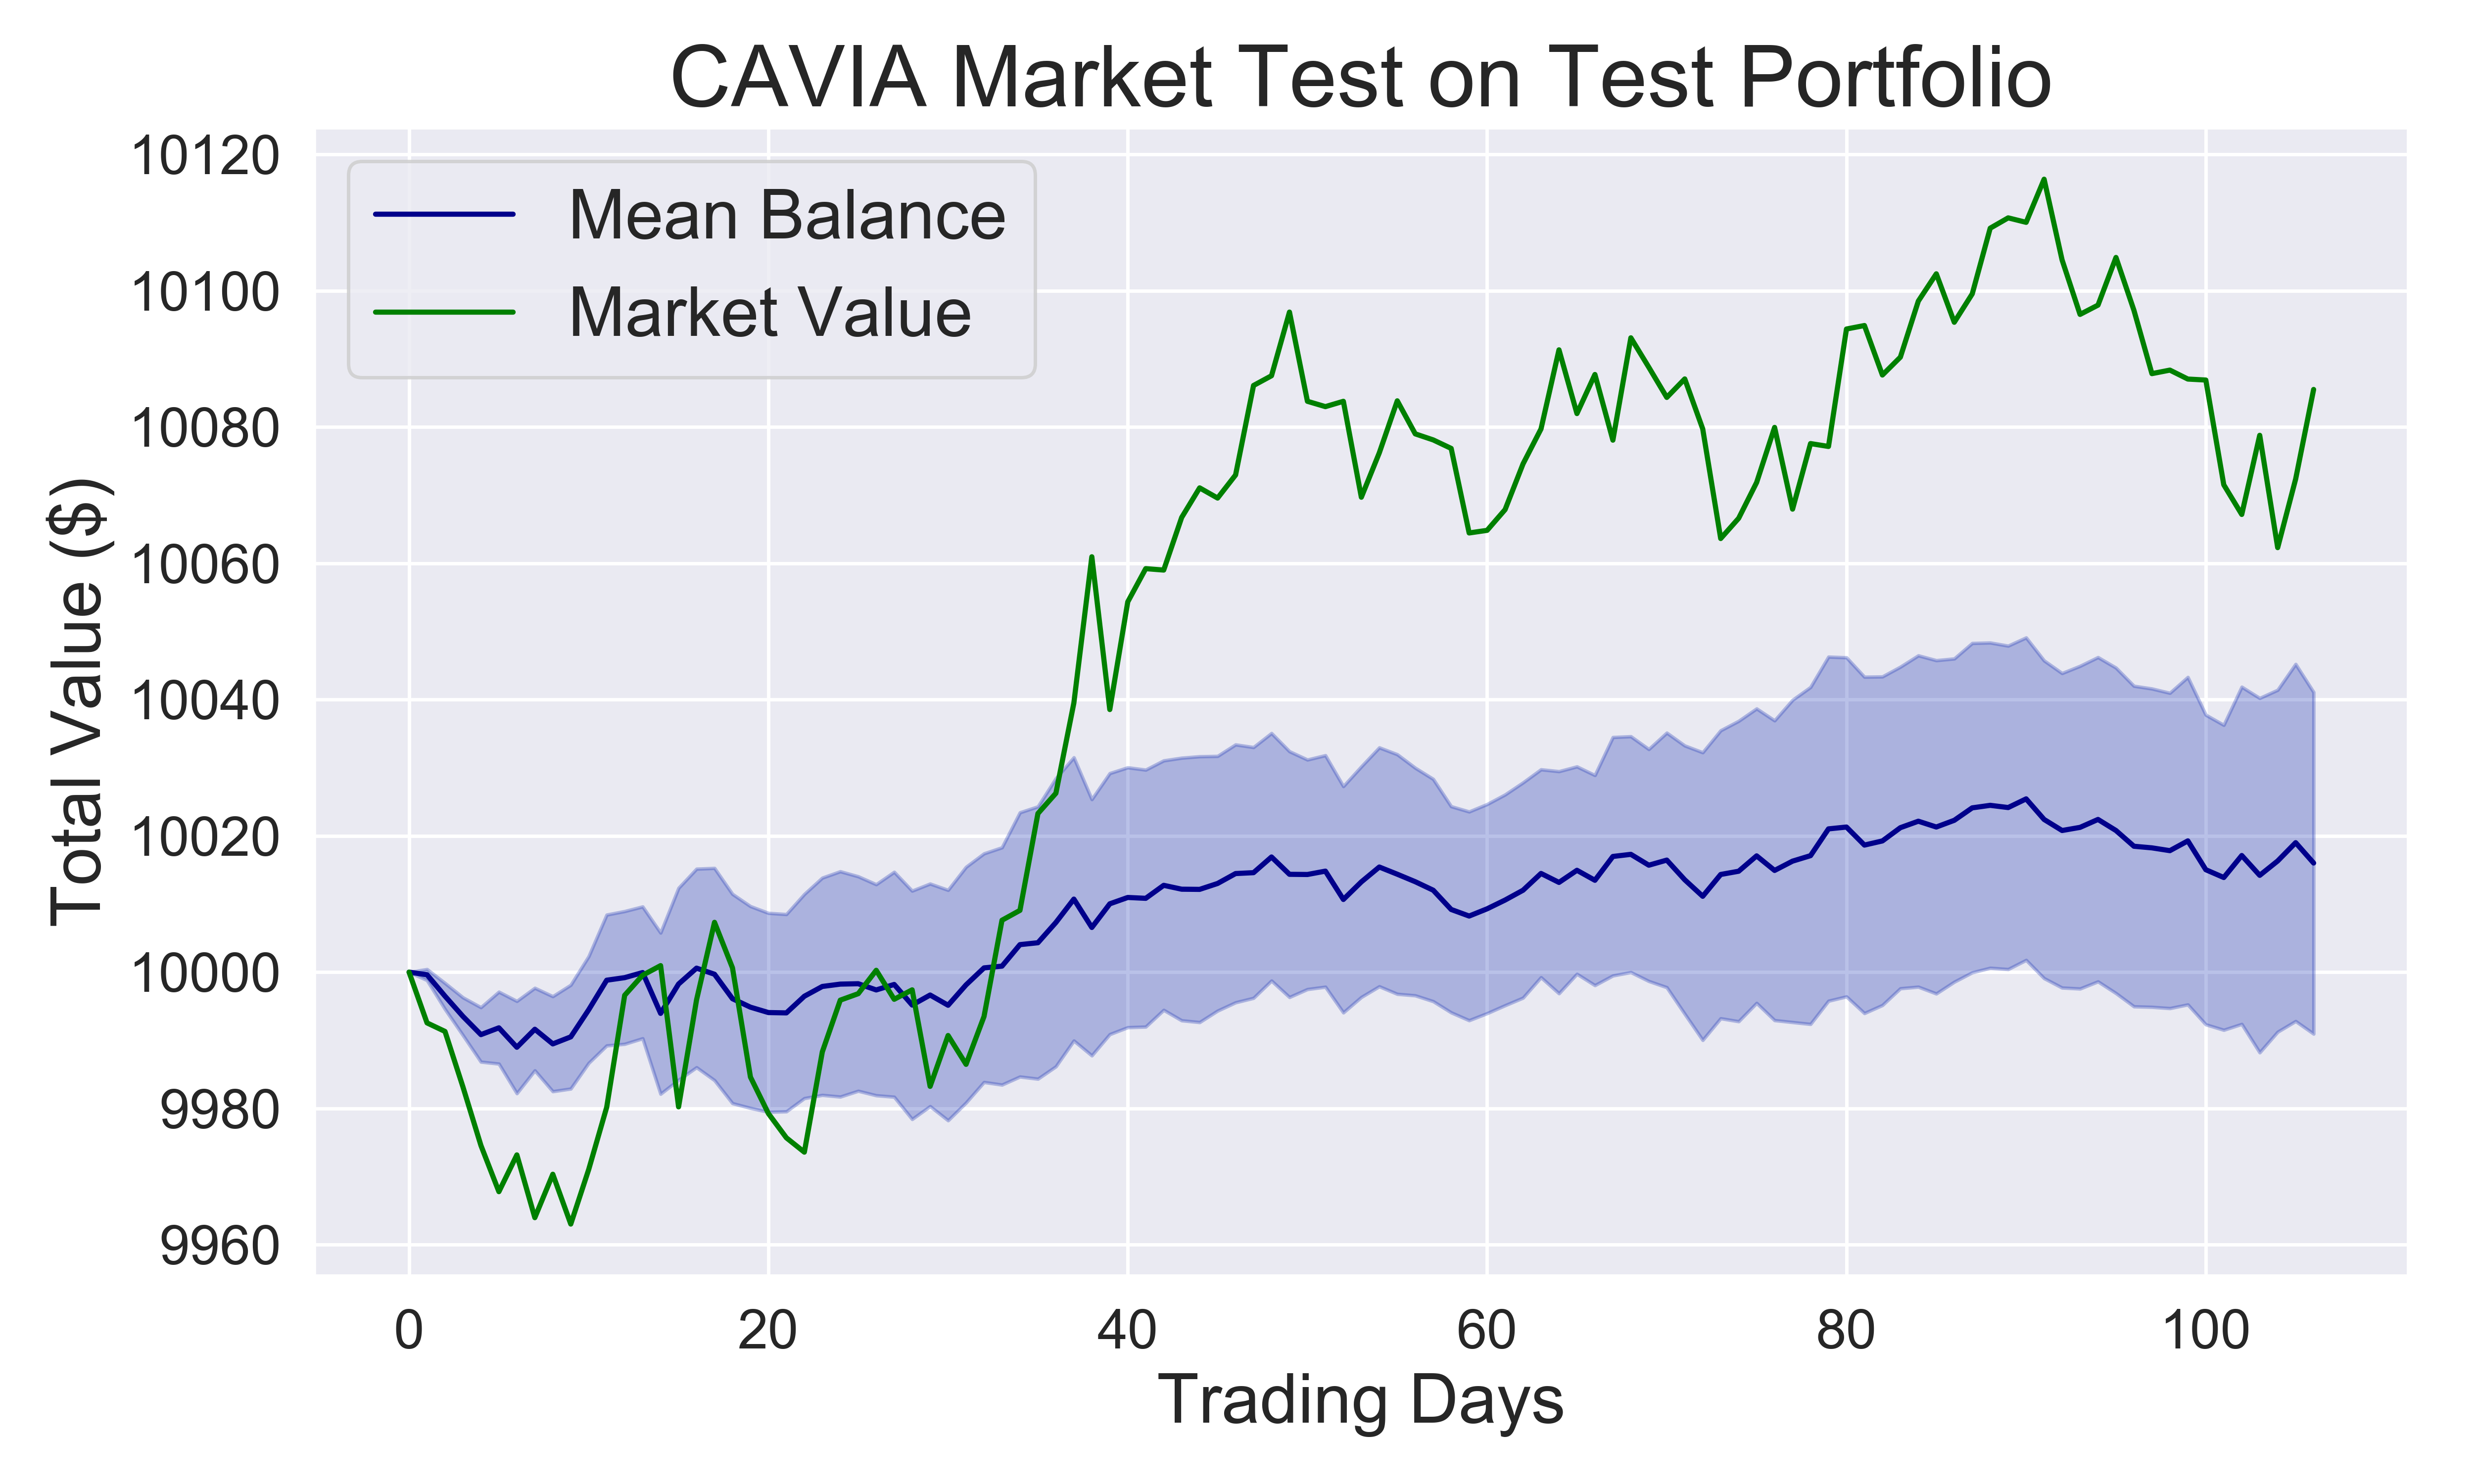 CAVIA Market Test on Test Portfolio
Mean Balance
Market Value
Total Value ($)
10120
10100
10080
10060
10040
10020
10000
9980
9960
0 20 40 60 80 100
Trading Days